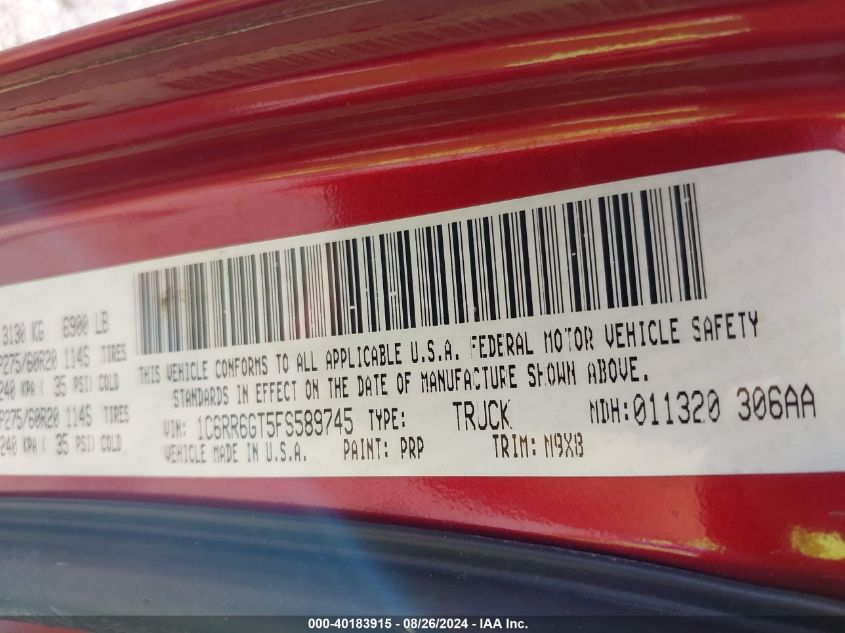 3130 KG 6900 LB
P275/60R20 114S TIRES
240 KPA ( 35 PSI) COLD
P275/60R20 114S TIRES
240 KPA ( 35 PSI) COLD
THIS VEHICLE CONFORMS TO ALL APPLICABLE U.S.A. FEDERAL MOTOR VEHICLE SAFETY
STANDARDS IN EFFECT ON THE DATE OF MANUFACTURE SHOWN ABOVE.
VIN: 1C6RR6GT5FS589745 TYPE: TRUCK MDH: 011320 306AA
VEHICLE MADE IN U.S.A. PAINT: PRP TRIM: M9X8
000-40183915 - 08/26/2024 - IAA Inc.